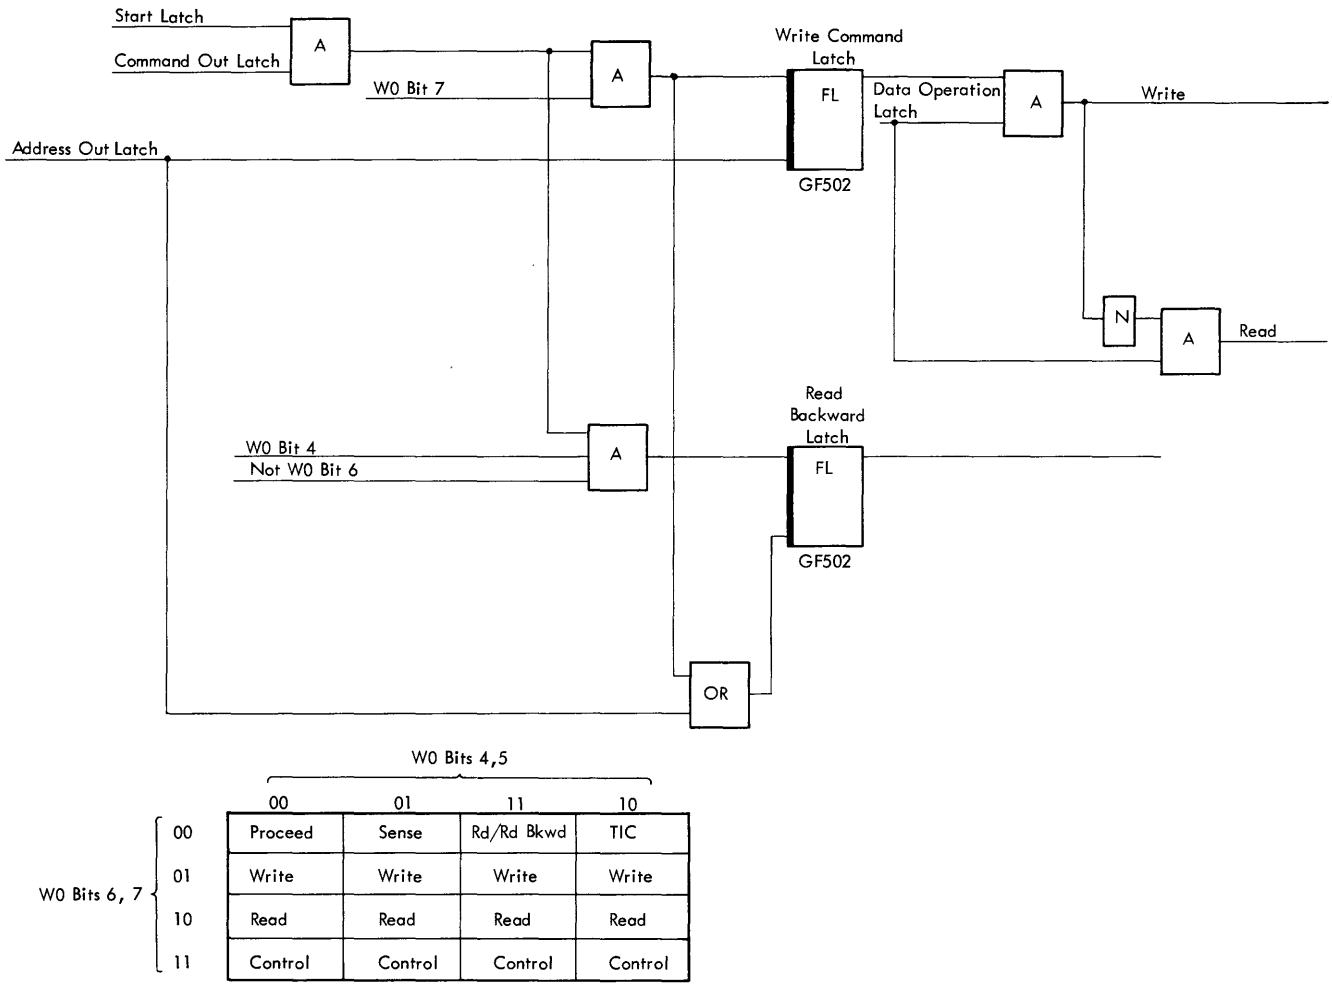 Start Latch
A
Command Out Latch
Write Command
Latch
A
W0 Bit 7
FL
Data Operation
Latch
A
Write
Address Out Latch
GF502
N
A
Read
Read
Backward
Latch
W0 Bit 4
Not W0 Bit 6
A
FL
GF502
OR
W0 Bits 4,5
00 01 11 10
00 Proceed Sense Rd/Rd Bkwd TIC
01 Write Write Write Write
W0 Bits 6, 7
10 Read Read Read Read
11 Control Control Control Control